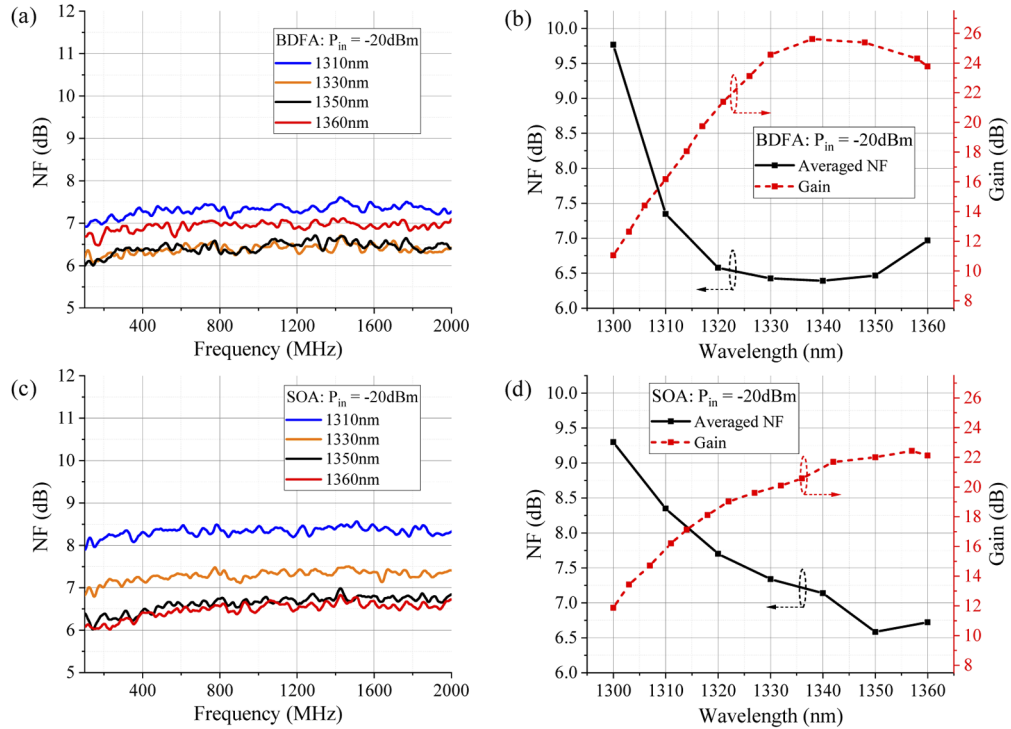 (a)
12
11
10
9
8
7
6
5
NF (dB)
400
800
1200
1600
2000
Frequency (MHz)
BDFA: Pin = -20dBm
1310nm
1330nm
1350nm
1360nm
(b)
10.0
9.5
9.0
8.5
8.0
7.5
7.0
6.5
6.0
NF (dB)
26
24
22
20
18
16
14
12
10
8
Gain (dB)
BDFA: Pin = -20dBm
Averaged NF
Gain
1300
1310
1320
1330
1340
1350
1360
Wavelength (nm)
(c)
12
11
10
9
8
7
6
5
NF (dB)
400
800
1200
1600
2000
Frequency (MHz)
SOA: Pin = -20dBm
1310nm
1330nm
1350nm
1360nm
(d)
10.0
9.5
9.0
8.5
8.0
7.5
7.0
6.5
6.0
NF (dB)
26
24
22
20
18
16
14
12
10
8
Gain (dB)
SOA: Pin = -20dBm
Averaged NF
Gain
1300
1310
1320
1330
1340
1350
1360
Wavelength (nm)